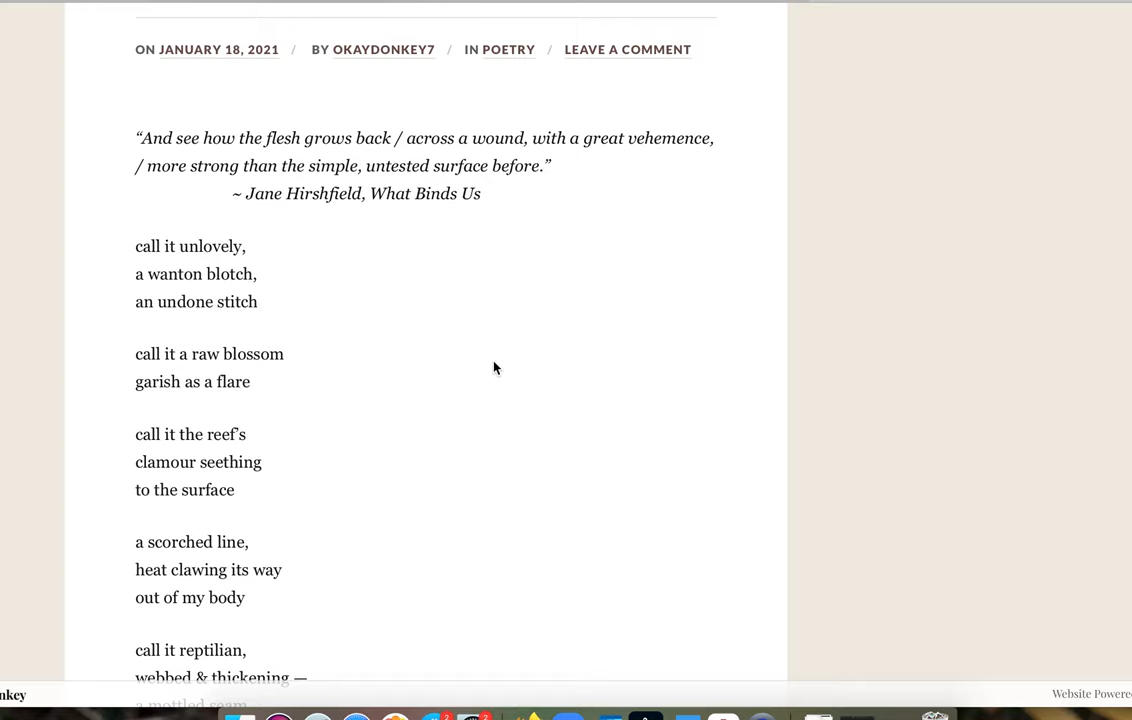 ON JANUARY 18, 2021 / BY OKAYDONKEY7 / IN POETRY / LEAVE A COMMENT
“And see how the flesh grows back / across a wound, with a great vehemence,
/ more strong than the simple, untested surface before.”
~ Jane Hirshfield, What Binds Us
call it unlovely,
a wanton blotch,
an undone stitch
call it a raw blossom
garish as a flare
call it the reef’s
clamour seething
to the surface
a scorched line,
heat clawing its way
out of my body
call it reptilian,
webbed & thickening —
a mottled seam
nkey
Website Powere
2
2